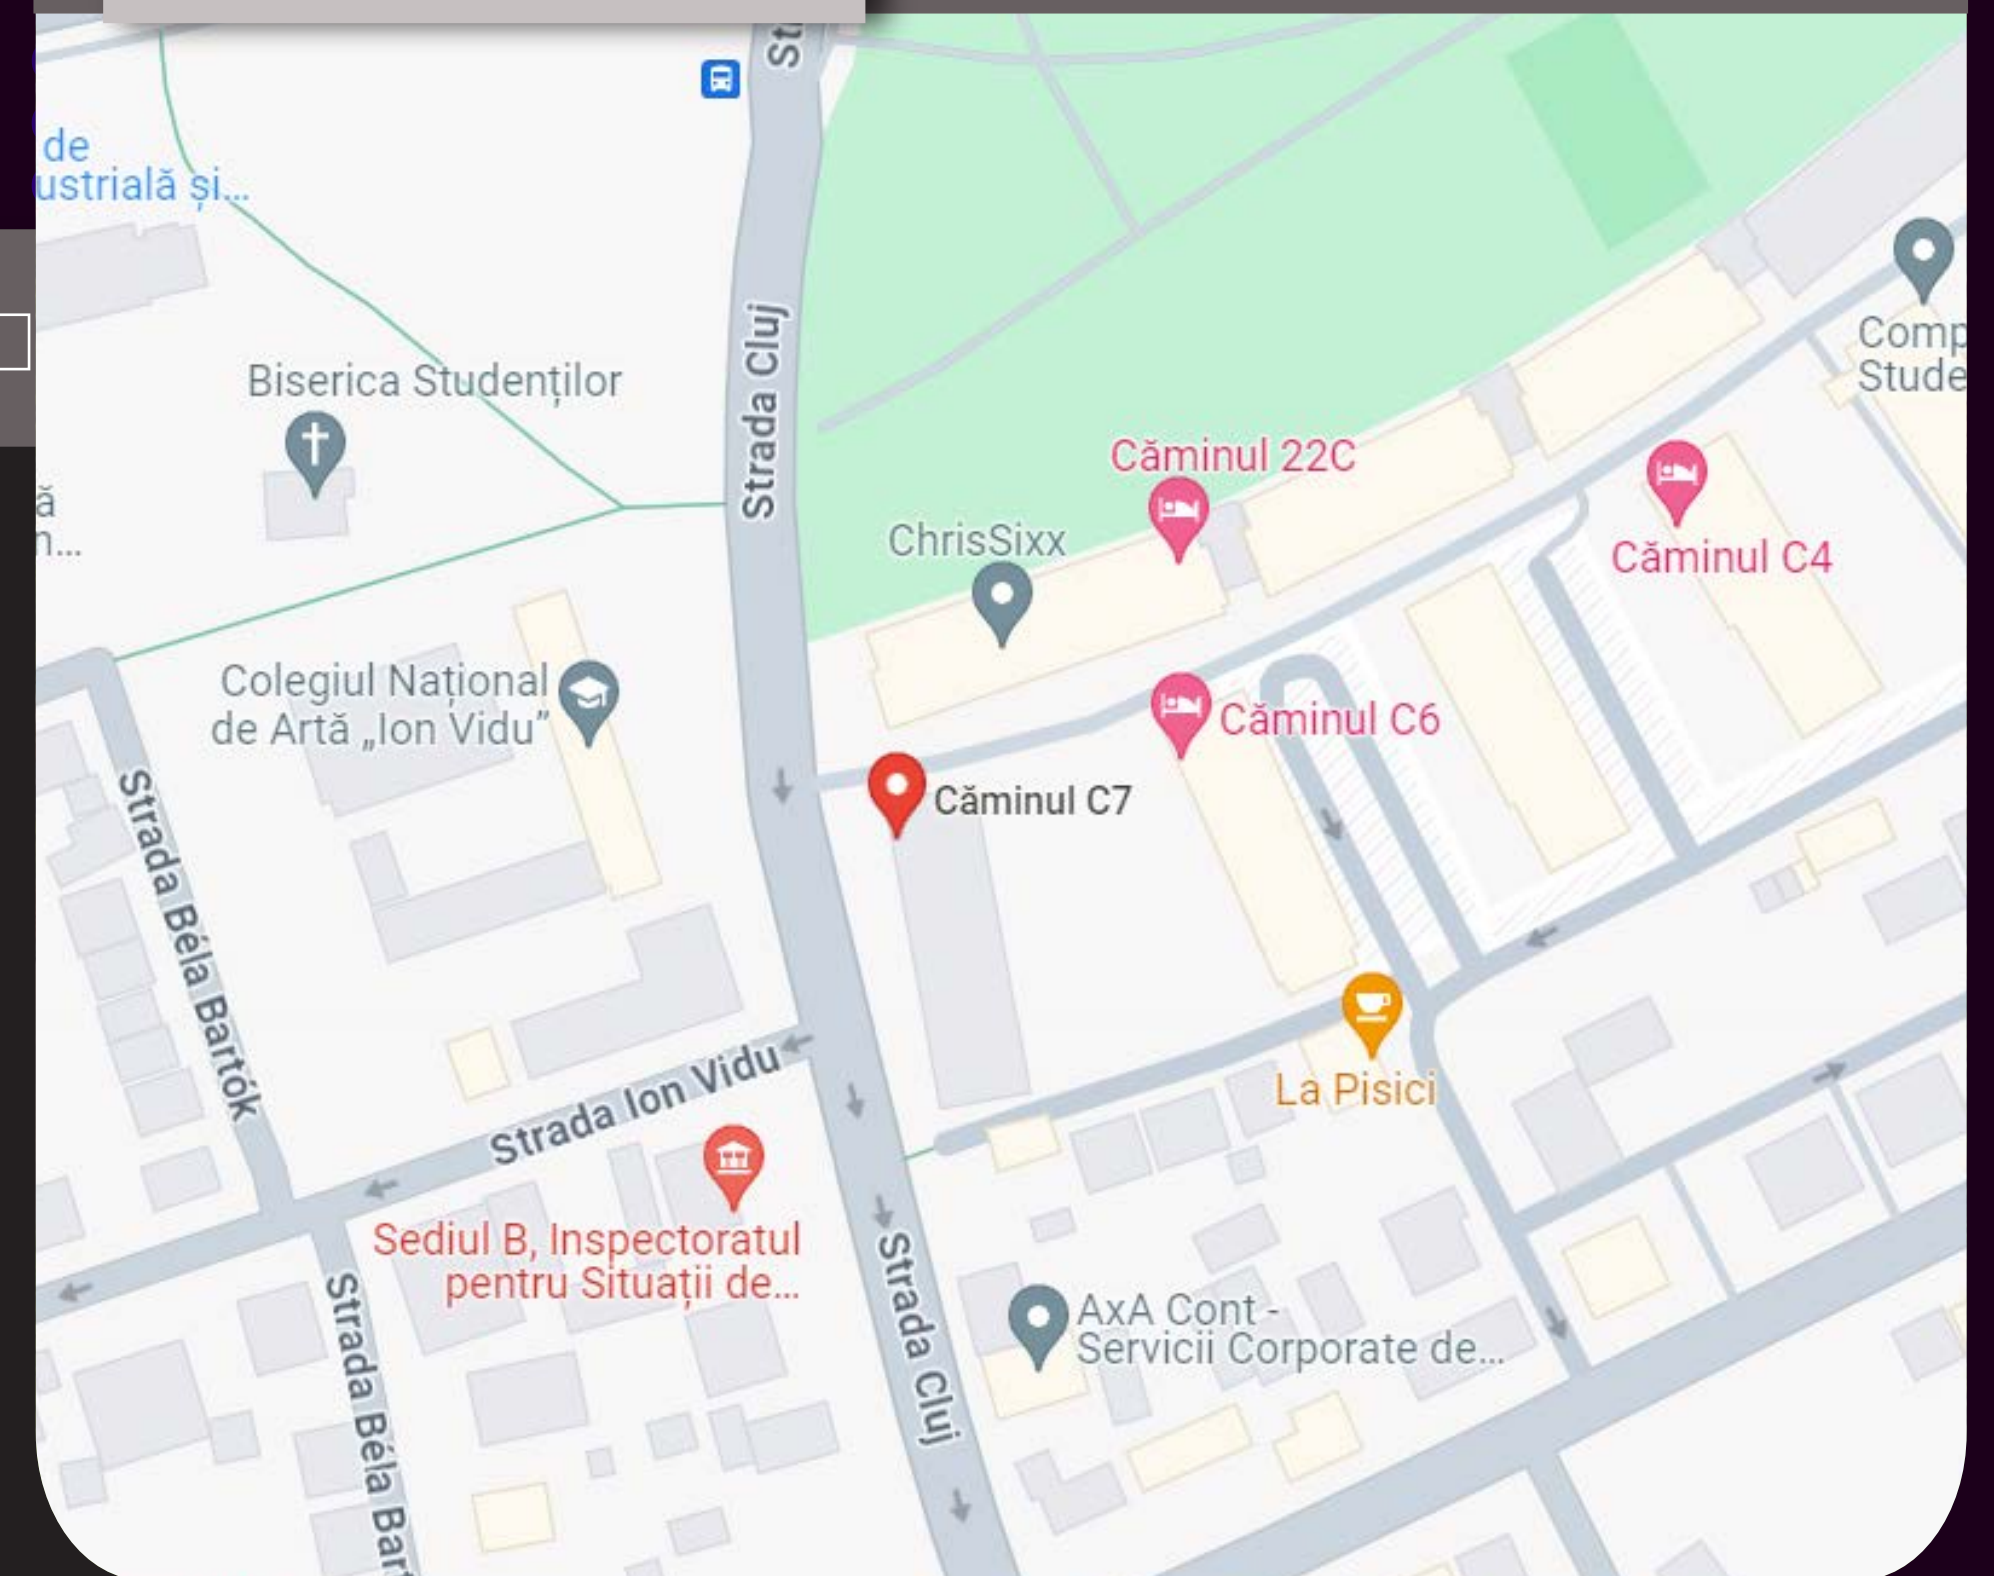 St
de
ustrială și...
Strada Cluj
Biserica Studenților
Comp
Stude
Căminul 22C
ă
n...
ChrisSixx
Căminul C4
Colegiul Național
de Artă „Ion Vidu”
Căminul C6
Căminul C7
Strada Béla Bartók
Strada Ion Vidu
La Pisici
Sediul B, Inspectoratul
pentru Situații de...
Strada Cluj
AxA Cont -
Servicii Corporate de...
Strada Béla Bart